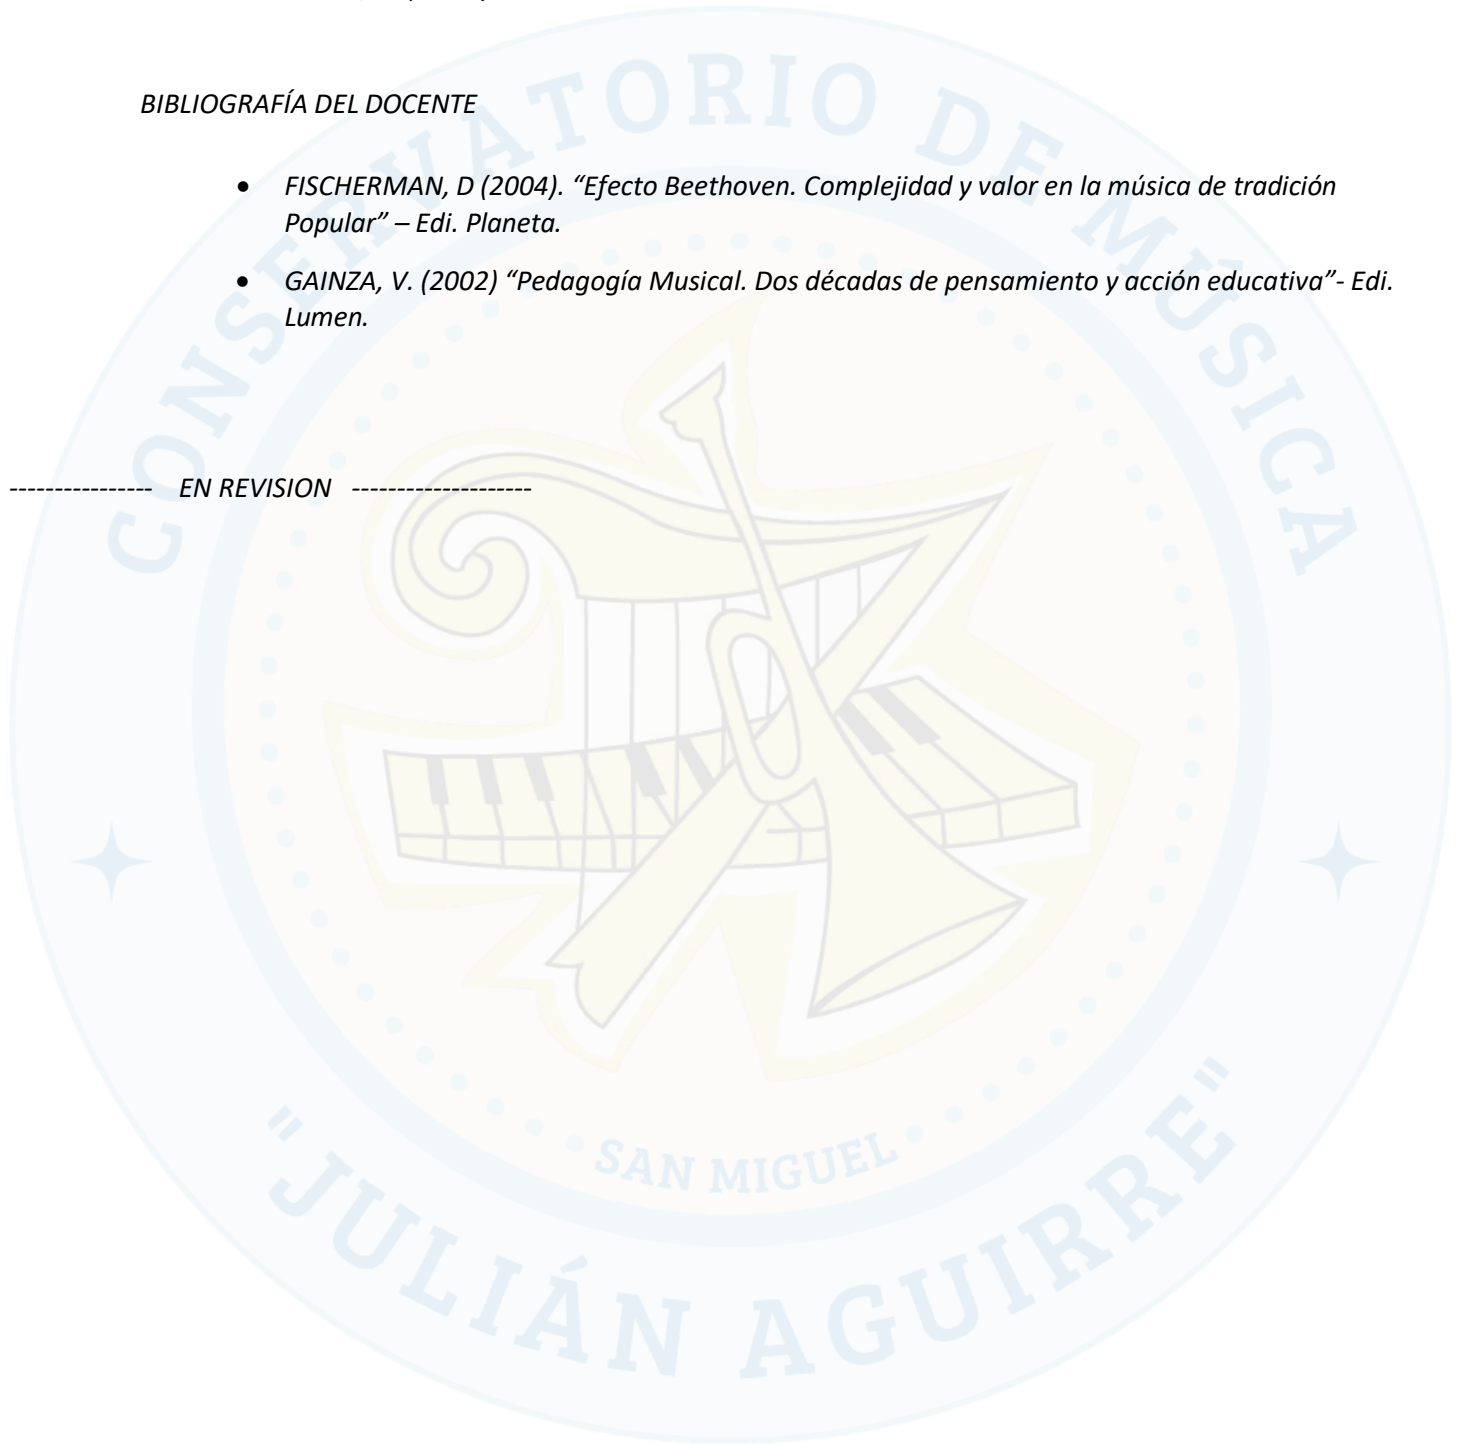 BIBLIOGRAFÍA DEL DOCENTE
• FISCHERMAN, D (2004). “Efecto Beethoven. Complejidad y valor en la música de tradición
Popular” – Edi. Planeta.
• GAINZA, V. (2002) “Pedagogía Musical. Dos décadas de pensamiento y acción educativa”- Edi.
Lumen.
---------------- EN REVISION --------------------
CONSERVATORIO DE MÚSICA
SAN MIGUEL
"JULIÁN AGUIRRE"